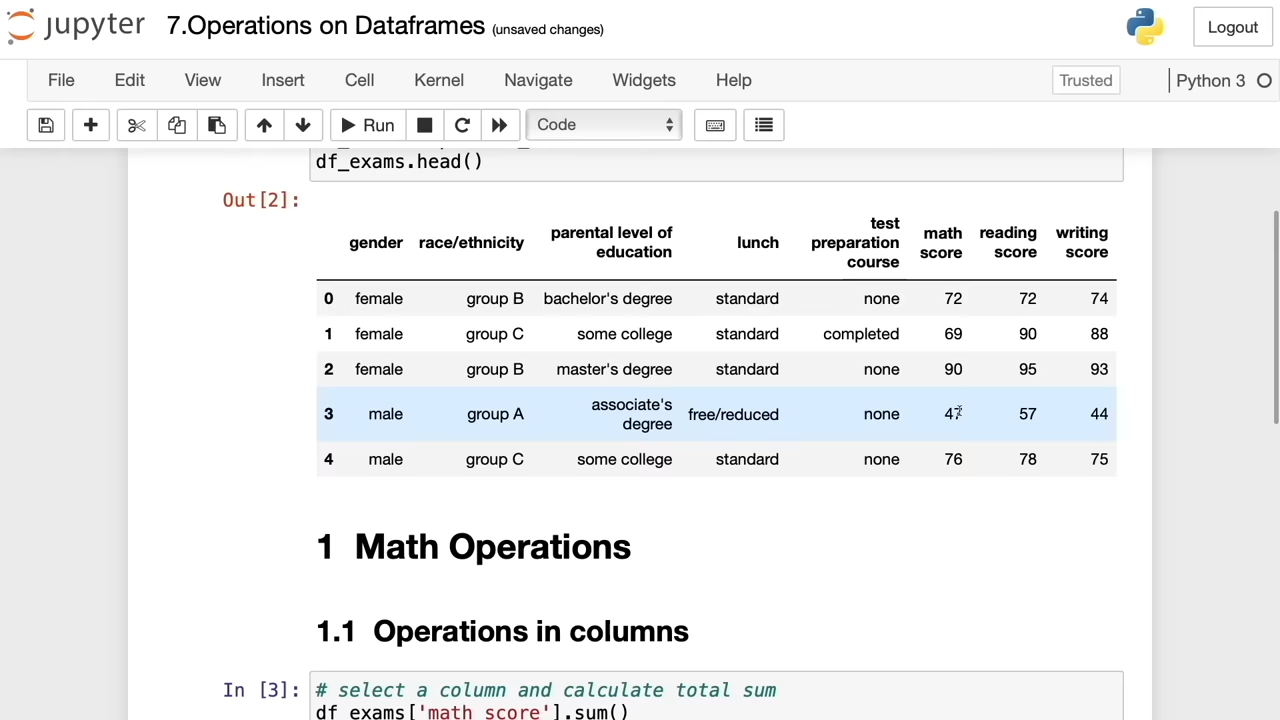 jupyter 7.Operations on Dataframes (unsaved changes) Logout
File Edit View Insert Cell Kernel Navigate Widgets Help Trusted Python 3
Run Code
df_exams.head()
Out[2]:
gender race/ethnicity parental level of education lunch test preparation course math score reading score writing score
0 female group B bachelor's degree standard none 72 72 74
1 female group C some college standard completed 69 90 88
2 female group B master's degree standard none 90 95 93
3 male group A associate's degree free/reduced none 47 57 44
4 male group C some college standard none 76 78 75
1 Math Operations
1.1 Operations in columns
In [3]: # select a column and calculate total sum
df_exams['math score'].sum()